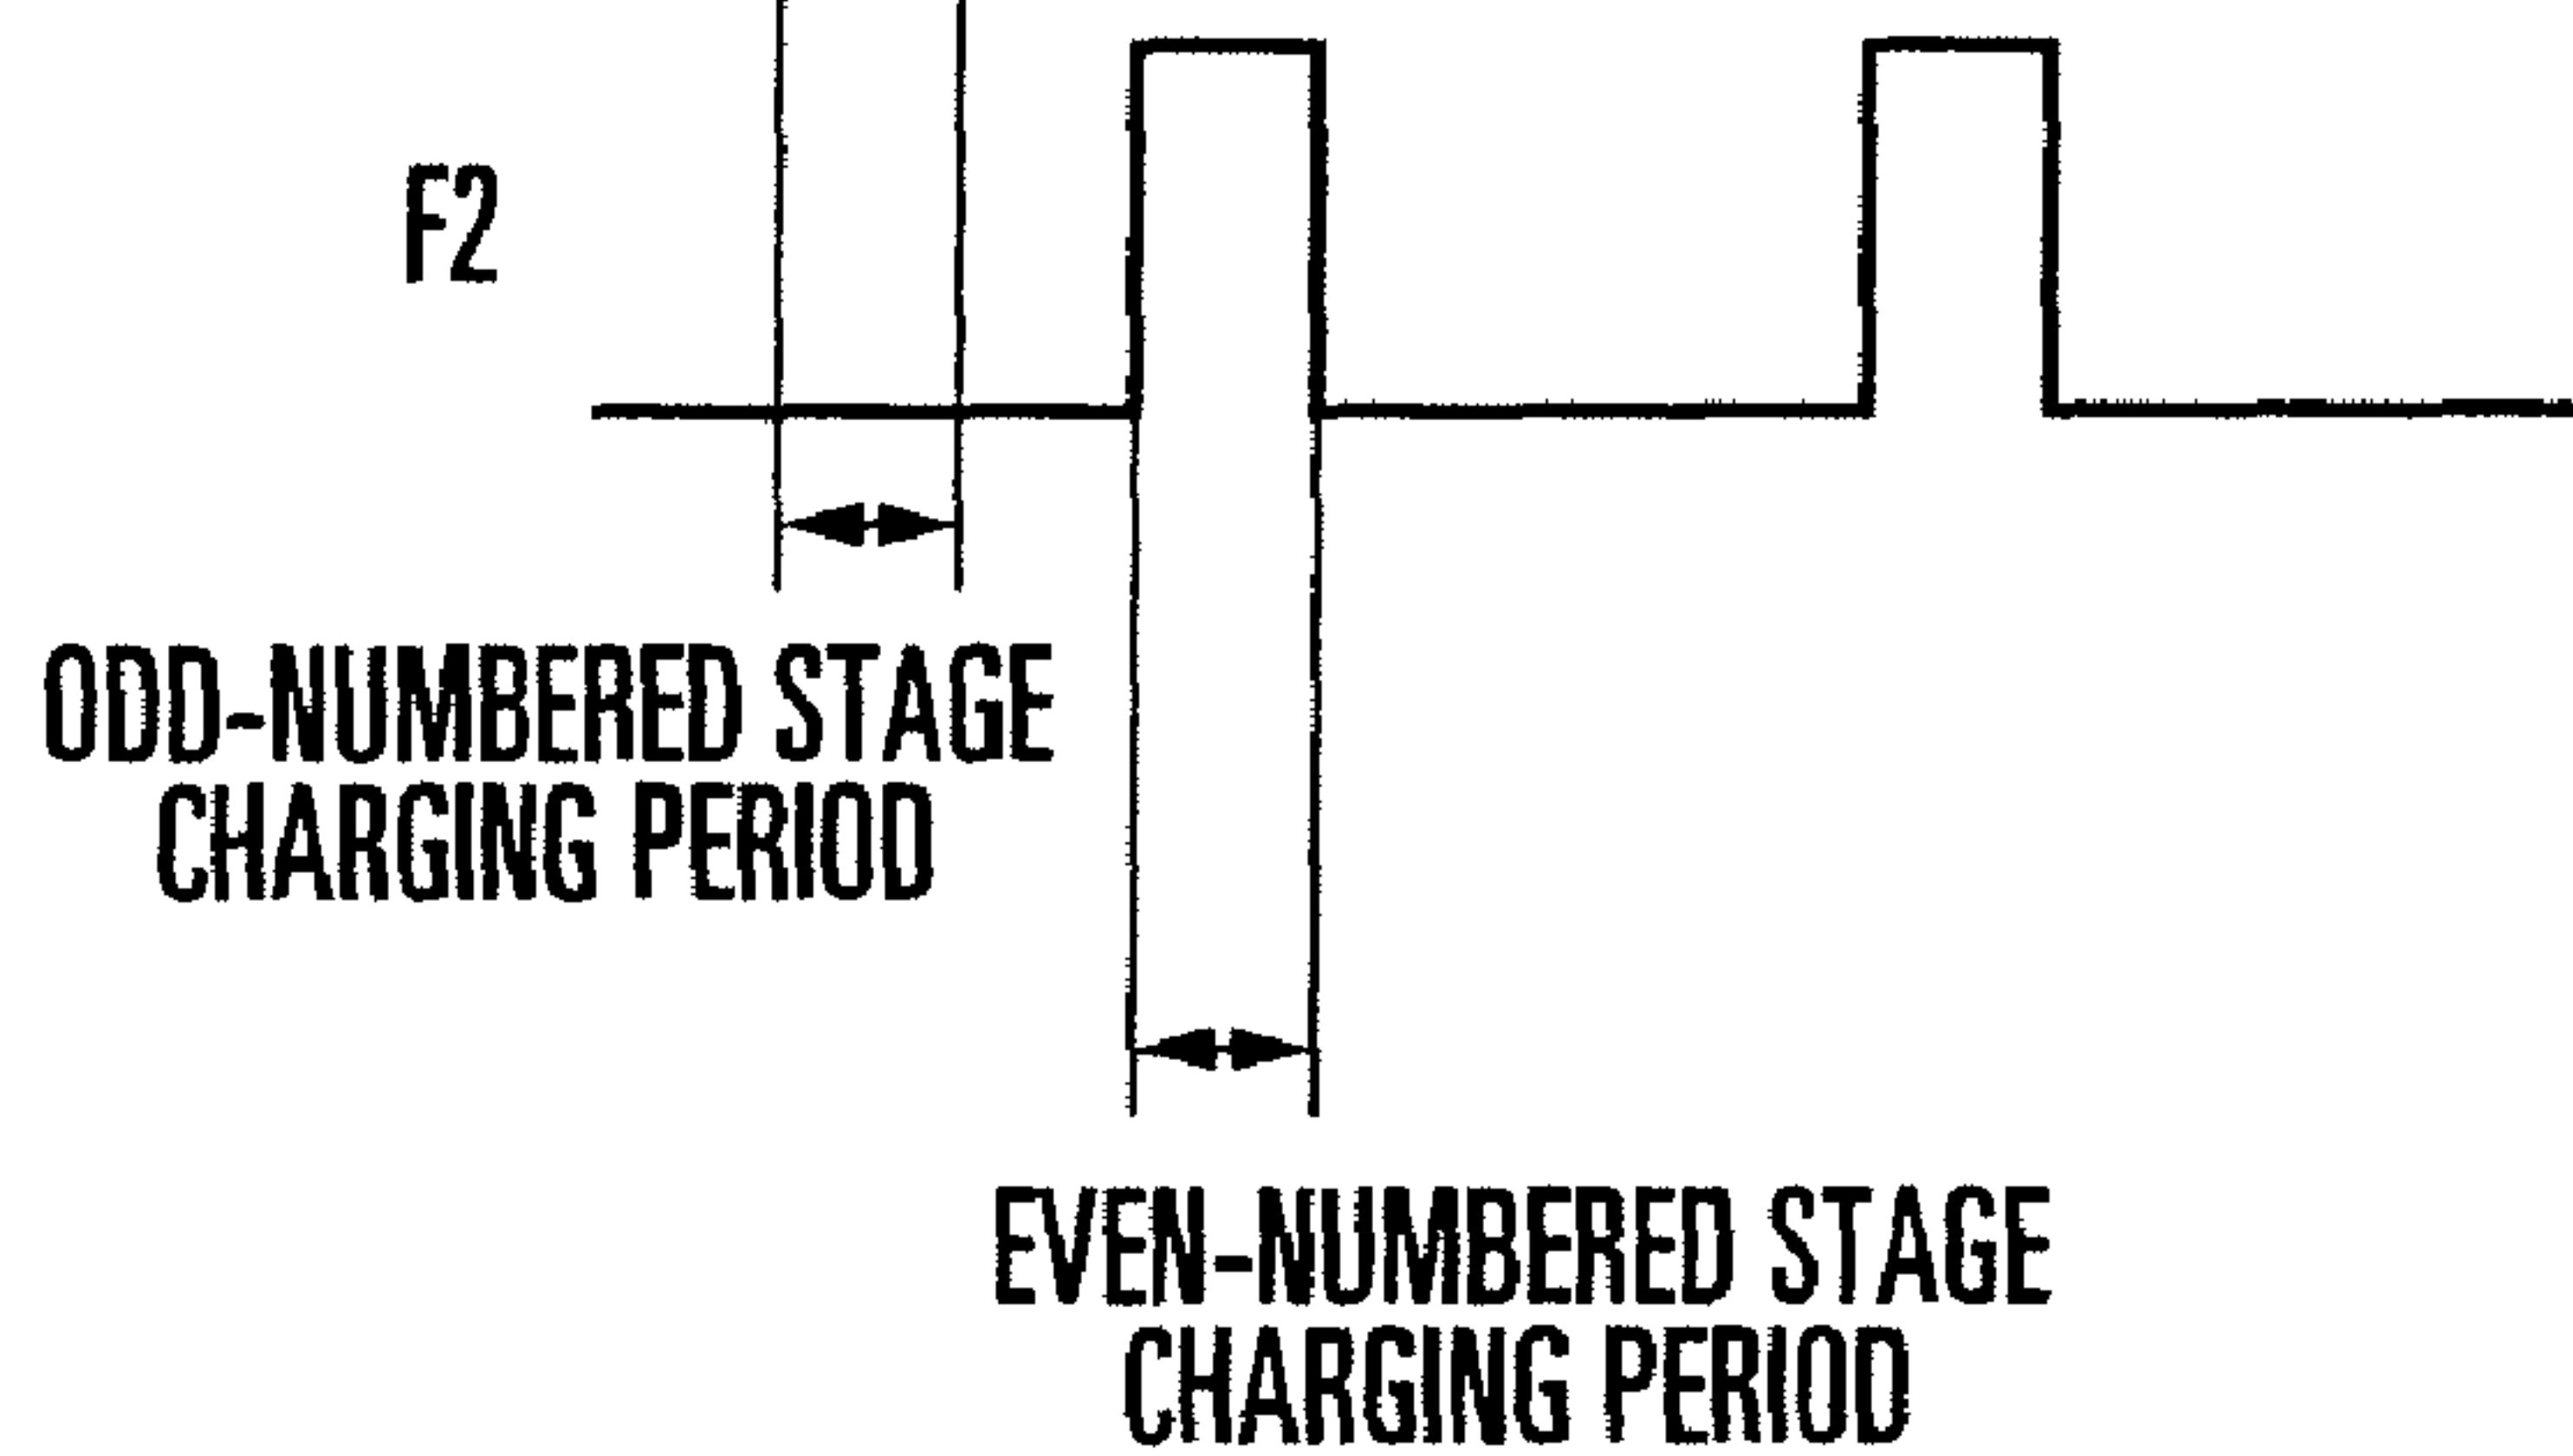 F2
ODD-NUMBERED STAGE
CHARGING PERIOD
EVEN-NUMBERED STAGE
CHARGING PERIOD